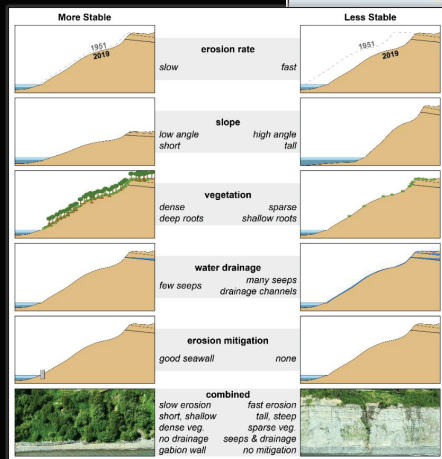 More Stable Less Stable
1951
2019
erosion rate
slow fast
1951
2019
slope
low angle high angle
short tall
vegetation
dense sparse
deep roots shallow roots
water drainage
few seeps many seeps
drainage channels
erosion mitigation
good seawall none
combined
slow erosion fast erosion
short, shallow tall, steep
dense veg. sparse veg.
no drainage seeps & drainage
gabion wall no mitigation